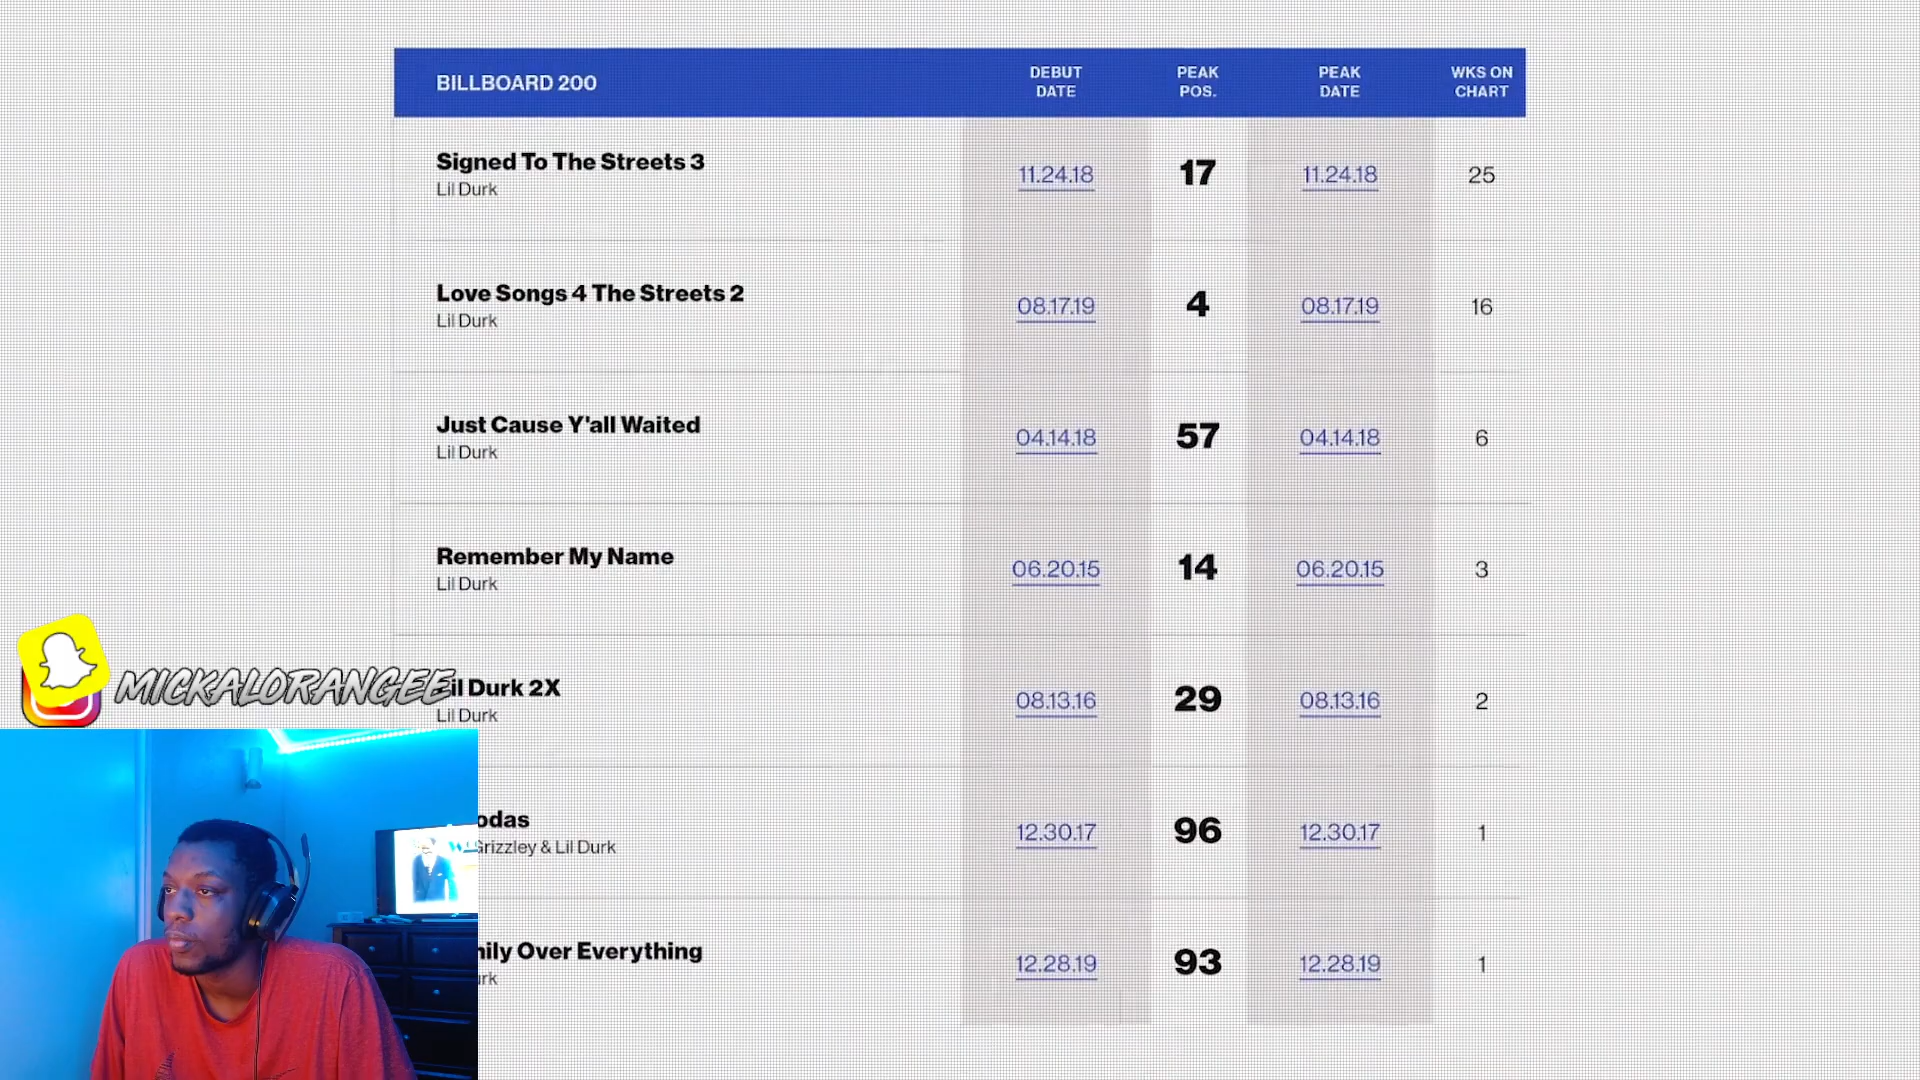 BILLBOARD 200 DEBUT DATE PEAK POS. PEAK DATE WKS ON CHART
Signed To The Streets 3
Lil Durk
11.24.18 17 11.24.18 25
Love Songs 4 The Streets 2
Lil Durk
08.17.19 4 08.17.19 16
Just Cause Y'all Waited
Lil Durk
04.14.18 57 04.14.18 6
Remember My Name
Lil Durk
06.20.15 14 06.20.15 3
MICKALORANGEE
il Durk 2X
Lil Durk
08.13.16 29 08.13.16 2
odas
Grizzley & Lil Durk
12.30.17 96 12.30.17 1
ily Over Everything
urk
12.28.19 93 12.28.19 1